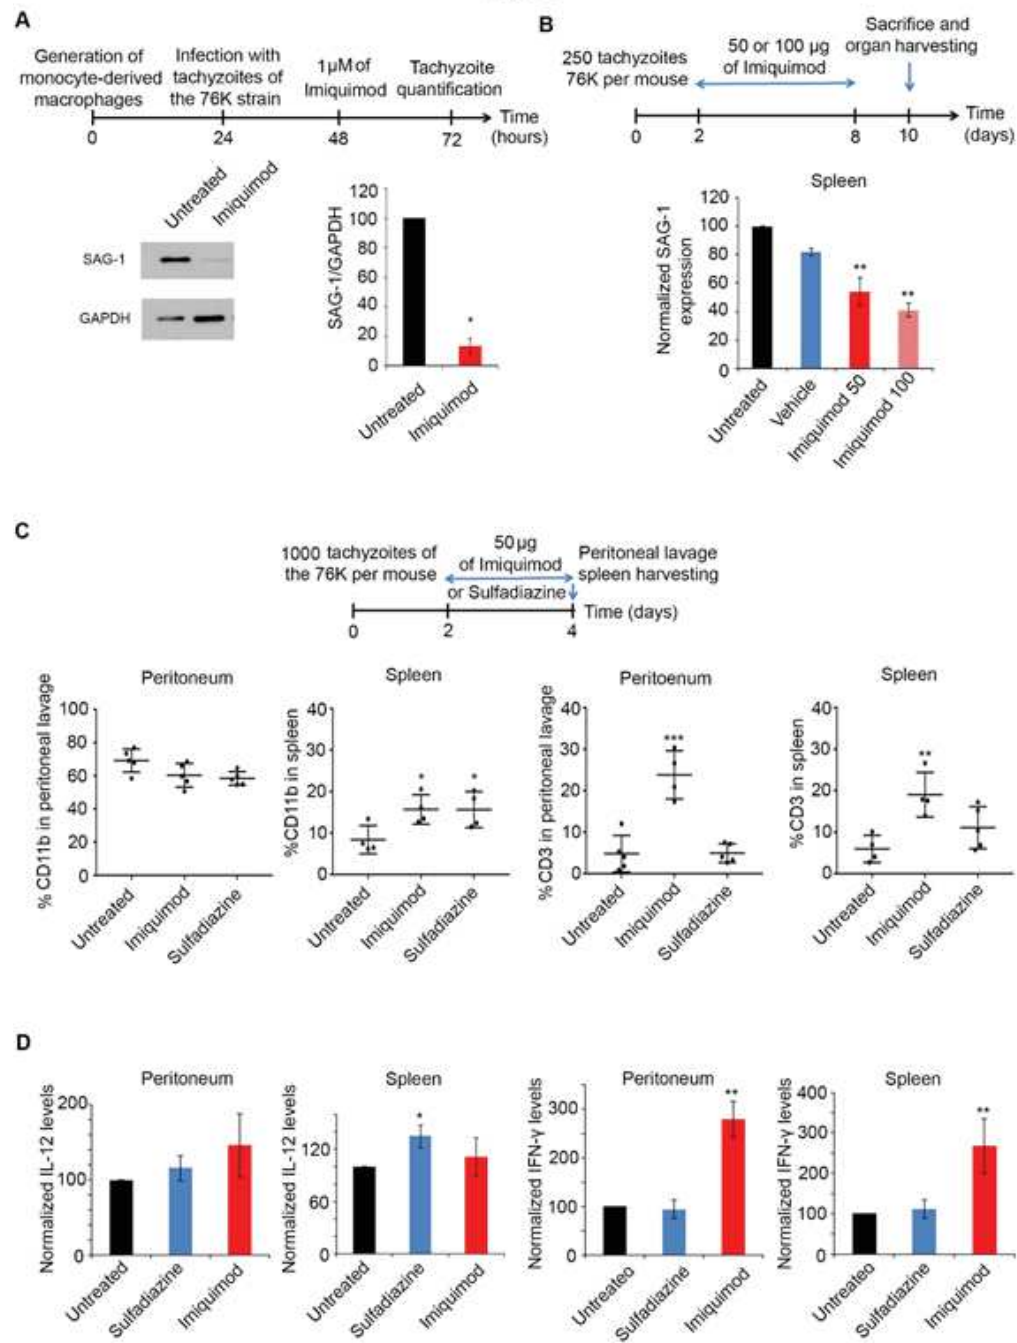 A
Generation of
monocyte-derived
macrophages
Infection with
tachyzoites of
the 76K strain
1µM of
Imiquimod
Tachyzoite
quantification
Time
(hours)
0
24
48
72
Untreated
Imiquimod
SAG-1
GAPDH
SAG-1/GAPDH
120
100
80
60
40
20
0
*
Untreated
Imiquimod
B
250 tachyzoites
76K per mouse
50 or 100 µg
of Imiquimod
Sacrifice and
organ harvesting
Time
(days)
0
2
8
10
Spleen
Normalized SAG-1
expression
120
100
80
60
40
20
0
**
**
Untreated
Vehicle
Imiquimod 50
Imiquimod 100
C
1000 tachyzoites of
the 76K per mouse
50 µg
of Imiquimod
or Sulfadiazine
Peritoneal lavage
spleen harvesting
Time (days)
0
2
4
Peritoneum
% CD11b in peritoneal lavage
100
80
60
40
20
0
Untreated
Imiquimod
Sulfadiazine
Spleen
%CD11b in spleen
40
30
20
10
0
*
*
Untreated
Imiquimod
Sulfadiazine
Peritoenum
% CD3 in peritoneal lavage
40
30
20
10
0
***
Untreated
Imiquimod
Sulfadiazine
Spleen
% CD3 in spleen
40
30
20
10
0
**
Untreated
Imiquimod
Sulfadiazine
D
Peritoneum
Normalized IL-12 levels
200
100
0
Untreated
Sulfadiazine
Imiquimod
Spleen
Normalized IL-12 levels
120
60
0
*
Untreated
Sulfadiazine
Imiquimod
Peritoneum
Normalized IFN-γ levels
300
200
100
0
**
Untreated
Sulfadiazine
Imiquimod
Spleen
Normalized IFN-γ levels
400
300
200
100
0
**
Untreated
Sulfadiazine
Imiquimod